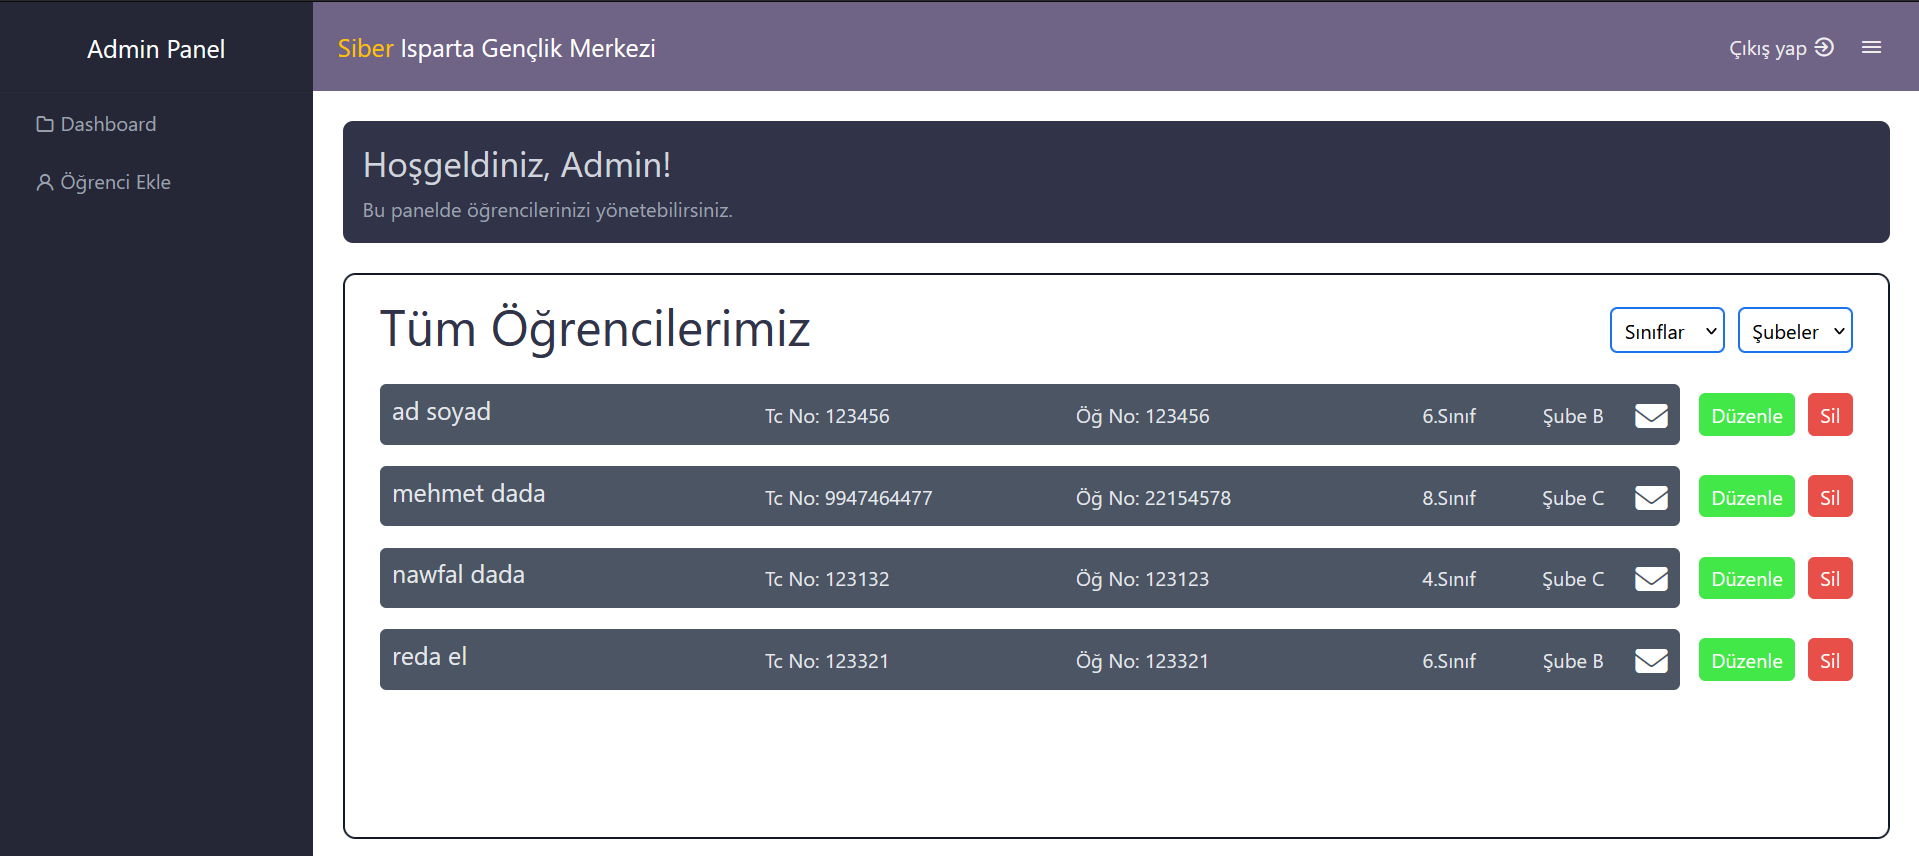 Admin Panel
Siber Isparta Gençlik Merkezi
Çıkış yap
Dashboard
Öğrenci Ekle
Hoşgeldiniz, Admin!
Bu panelde öğrencilerinizi yönetebilirsiniz.
Tüm Öğrencilerimiz
Sınıflar
Şubeler
ad soyad Tc No: 123456 Öğ No: 123456 6.Sınıf Şube B Düzenle Sil
mehmet dada Tc No: 9947464477 Öğ No: 22154578 8.Sınıf Şube C Düzenle Sil
nawfal dada Tc No: 123132 Öğ No: 123123 4.Sınıf Şube C Düzenle Sil
reda el Tc No: 123321 Öğ No: 123321 6.Sınıf Şube B Düzenle Sil